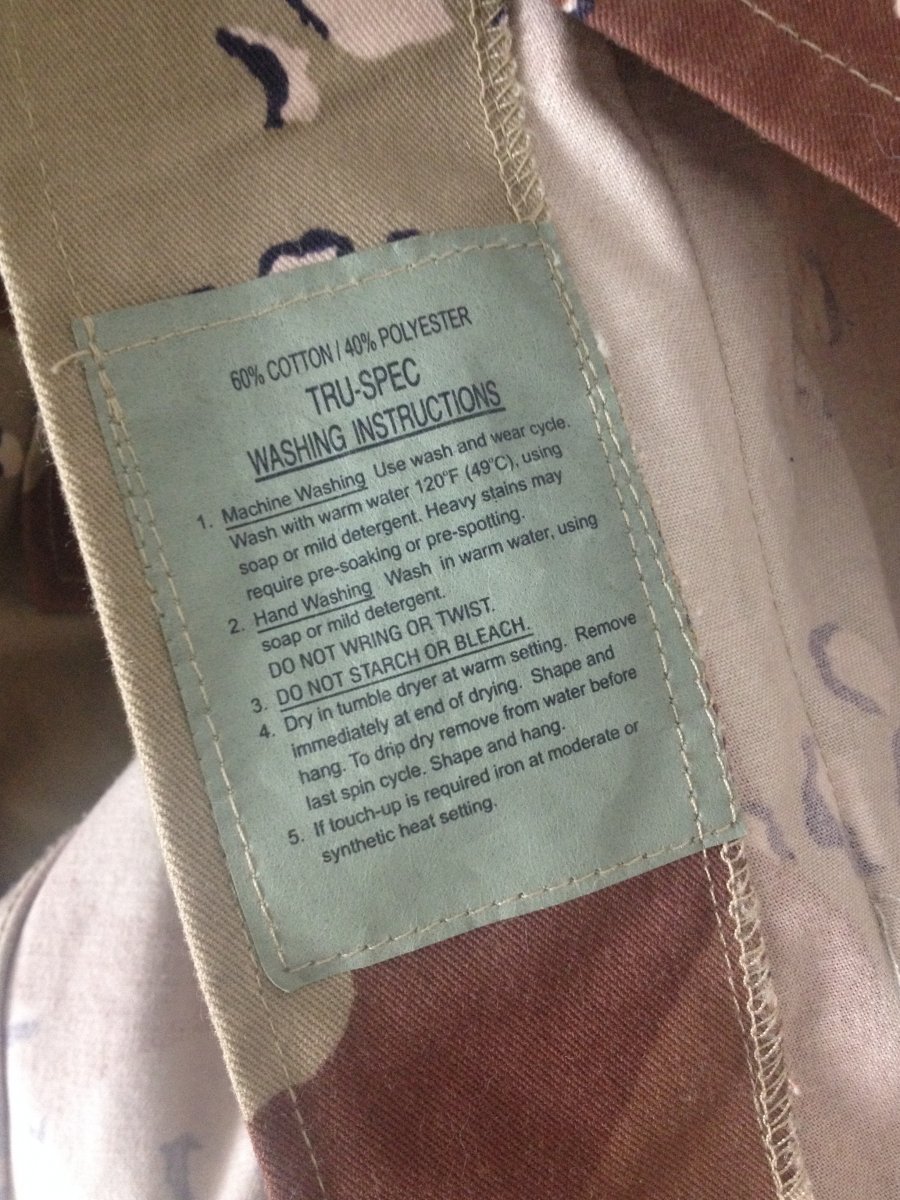 60% COTTON / 40% POLYESTER
TRU-SPEC
WASHING INSTRUCTIONS
1. Machine Washing Use wash and wear cycle.
Wash with warm water 120°F (49°C), using
soap or mild detergent. Heavy stains may
require pre-soaking or pre-spotting.
2. Hand Washing Wash in warm water, using
soap or mild detergent.
DO NOT WRING OR TWIST.
3. DO NOT STARCH OR BLEACH.
4. Dry in tumble dryer at warm setting. Remove
immediately at end of drying. Shape and
hang. To drip dry remove from water before
last spin cycle. Shape and hang.
5. If touch-up is required iron at moderate or
synthetic heat setting.